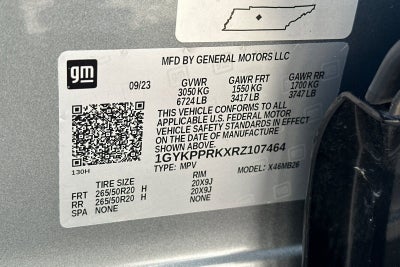 gm
MFD BY GENERAL MOTORS LLC
09/23 GVWR GAWR FRT GAWR RR
3050 KG 1550 KG 1700 KG
6724 LB 3417 LB 3747 LB
THIS VEHICLE CONFORMS TO ALL
APPLICABLE U.S. FEDERAL MOTOR
VEHICLE SAFETY STANDARDS IN EFFECT
ON THE DATE OF MANUFACTURE
SHOWN ABOVE.
1GYKPPRKXRZ107464
TYPE: MPV MODEL: X46MB26
130H
TIRE SIZE RIM
FRT 265/50R20 H 20X9J
RR 265/50R20 H 20X9J
SPA NONE NONE